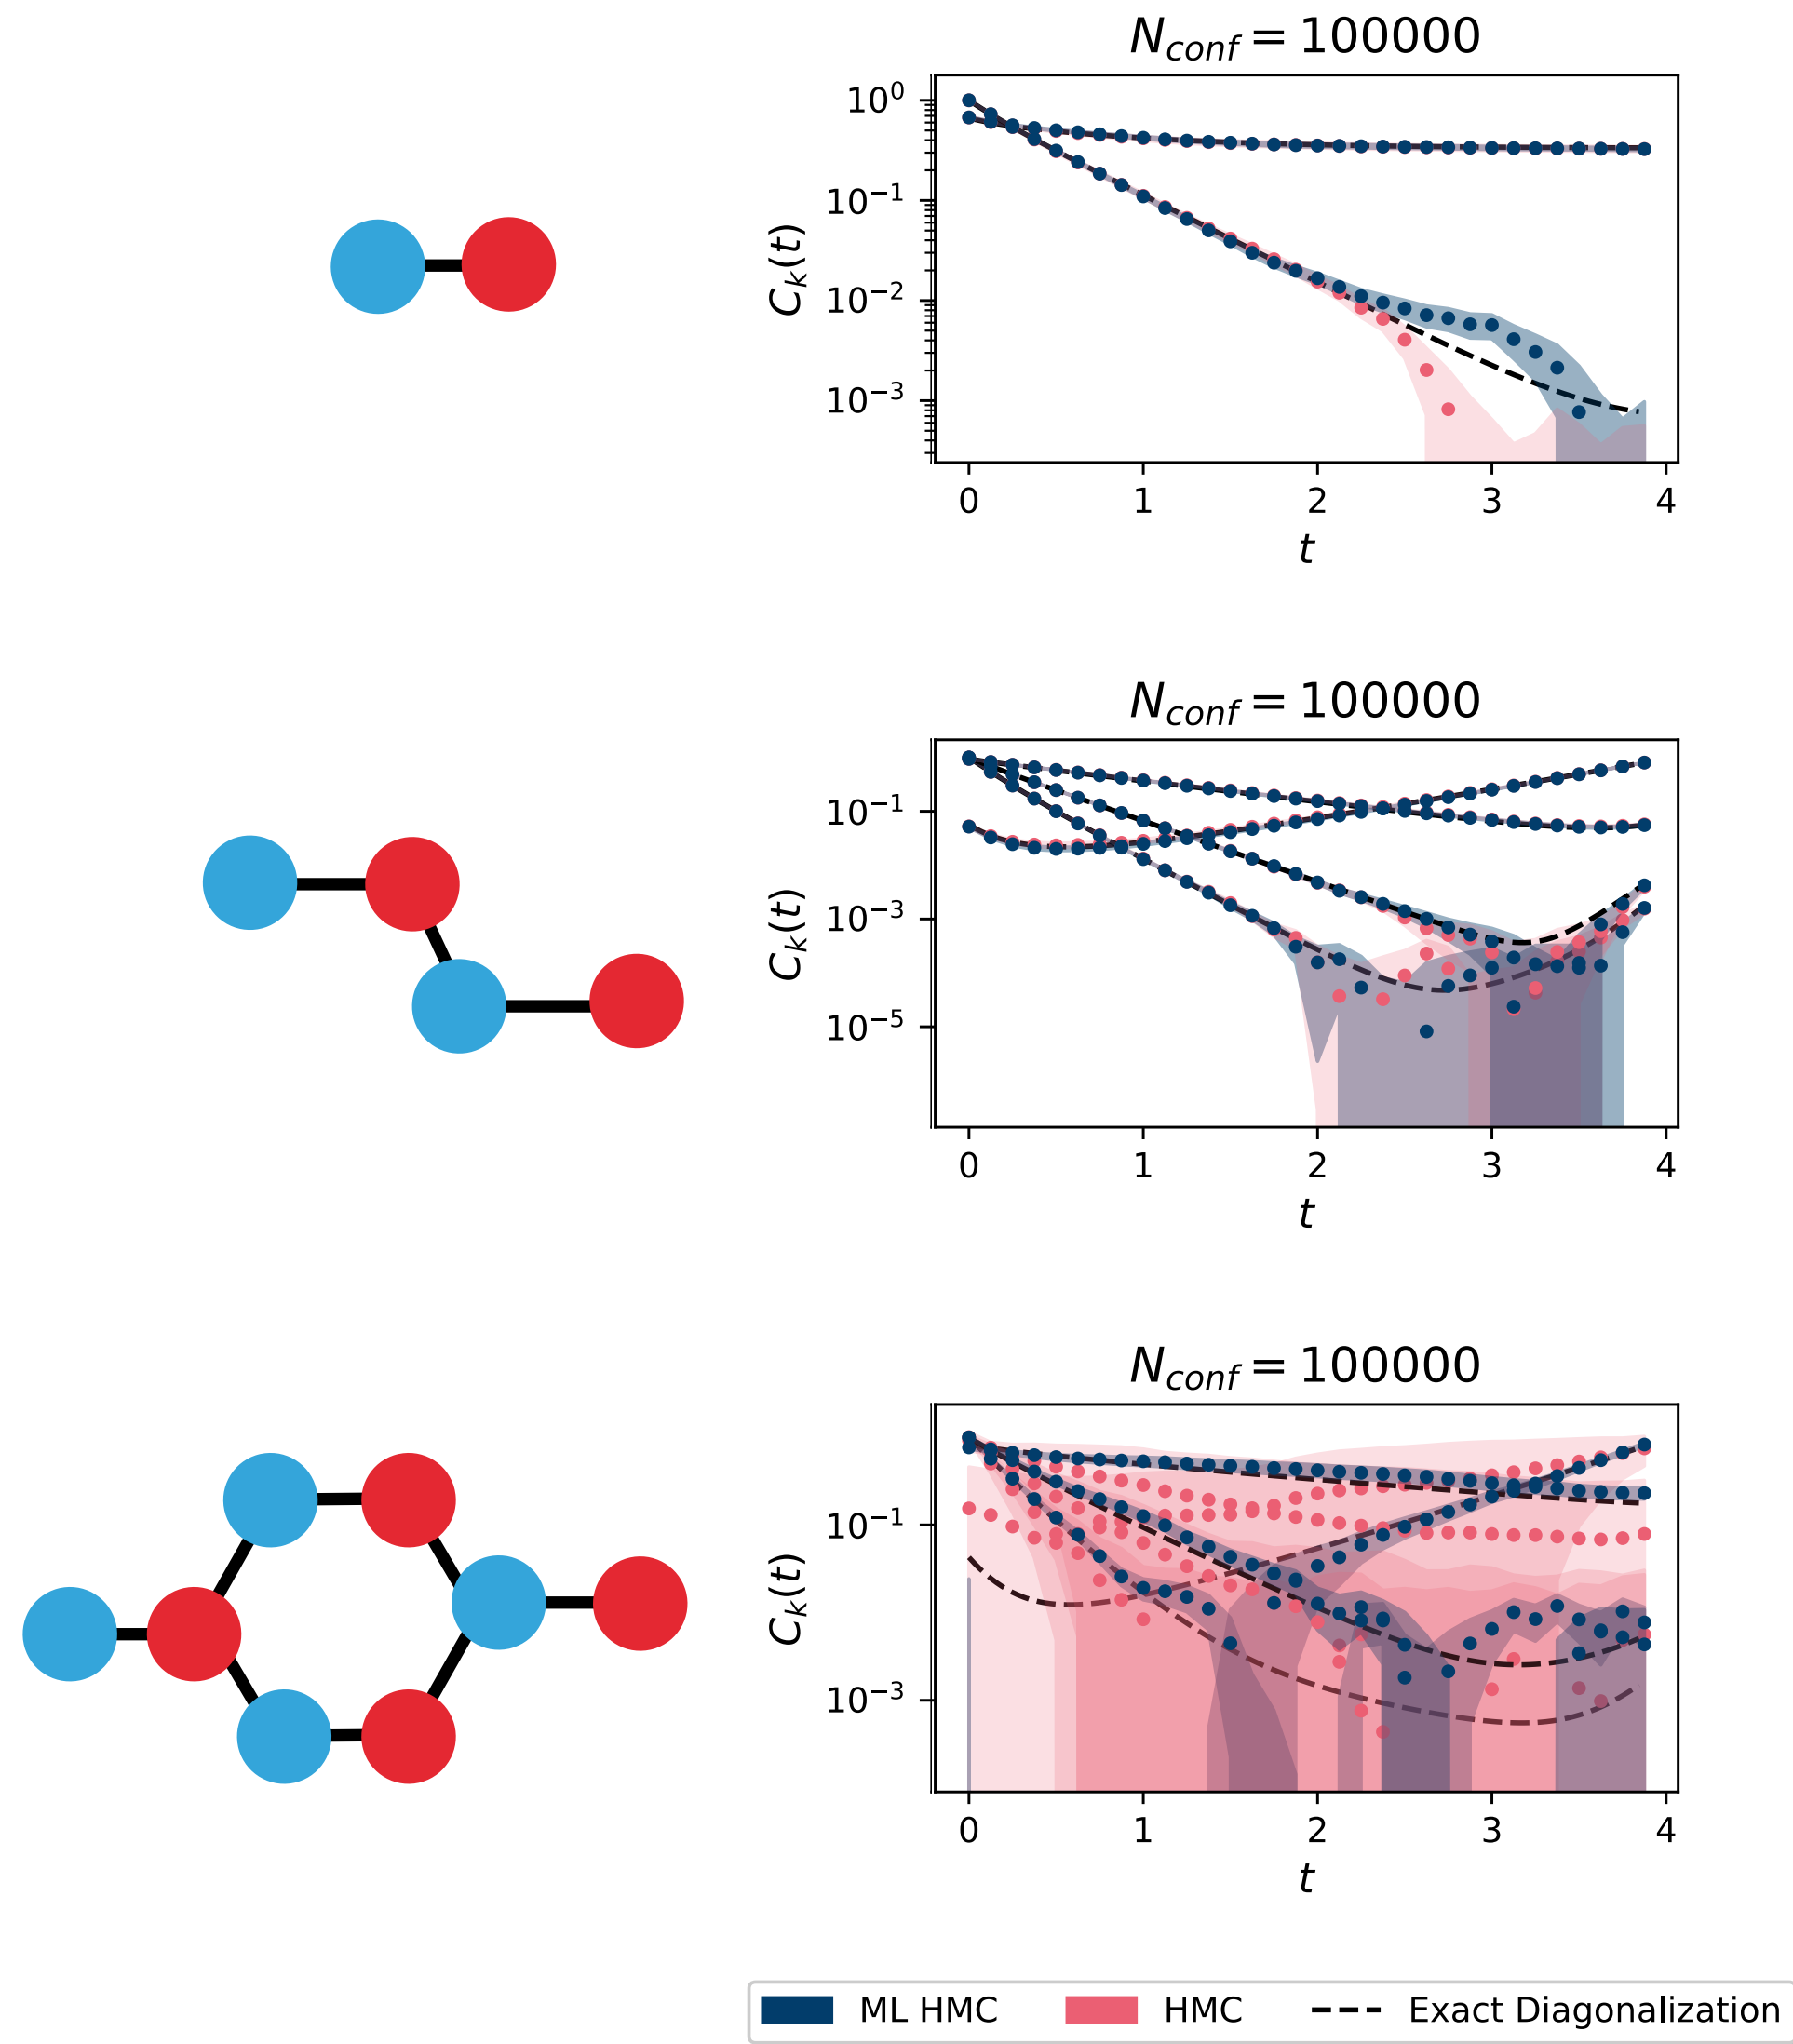 N_conf = 100000
10^0
10^−1
10^−2
10^−3
C_k(t)
0 1 2 3 4
t
N_conf = 100000
10^−1
10^−3
10^−5
C_k(t)
0 1 2 3 4
t
N_conf = 100000
10^−1
10^−3
C_k(t)
0 1 2 3 4
t
ML HMC HMC Exact Diagonalization